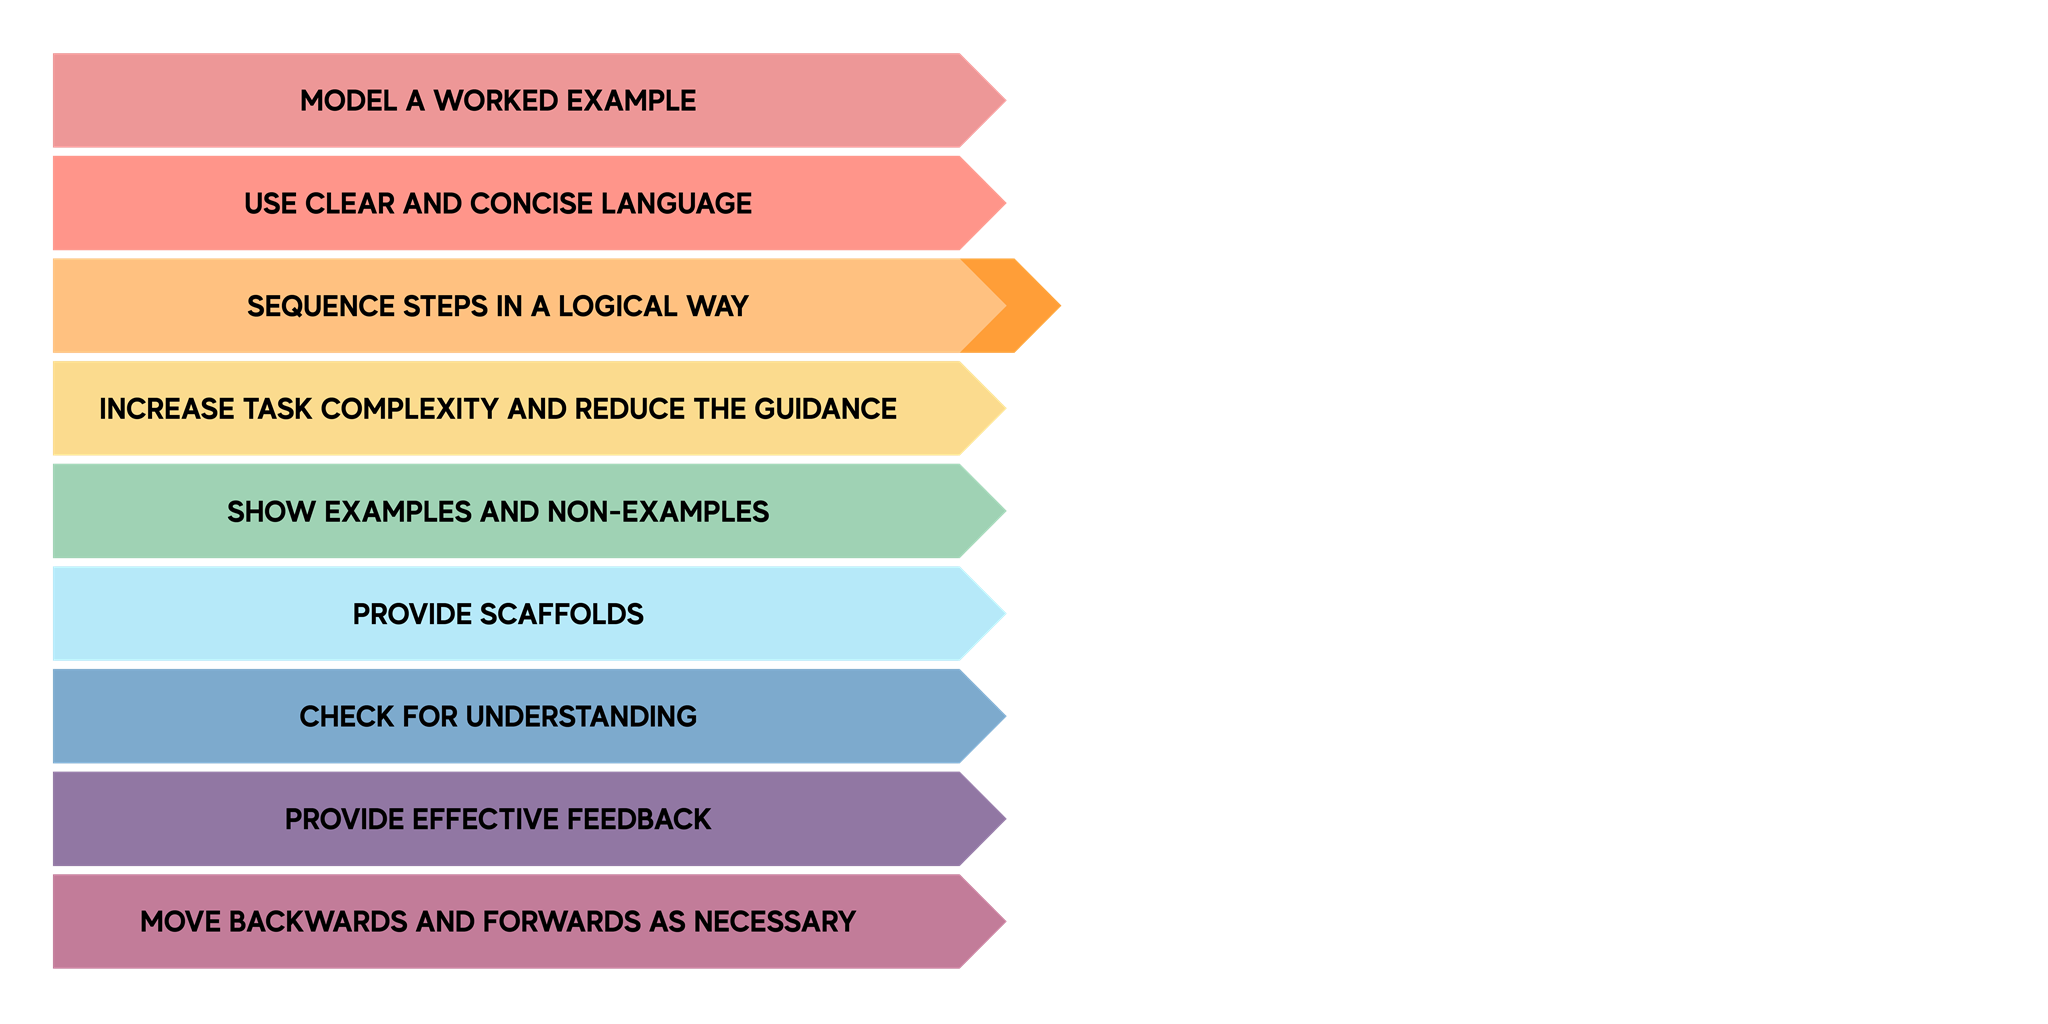 MODEL A WORKED EXAMPLE
USE CLEAR AND CONCISE LANGUAGE
SEQUENCE STEPS IN A LOGICAL WAY
INCREASE TASK COMPLEXITY AND REDUCE THE GUIDANCE
SHOW EXAMPLES AND NON-EXAMPLES
PROVIDE SCAFFOLDS
CHECK FOR UNDERSTANDING
PROVIDE EFFECTIVE FEEDBACK
MOVE BACKWARDS AND FORWARDS AS NECESSARY